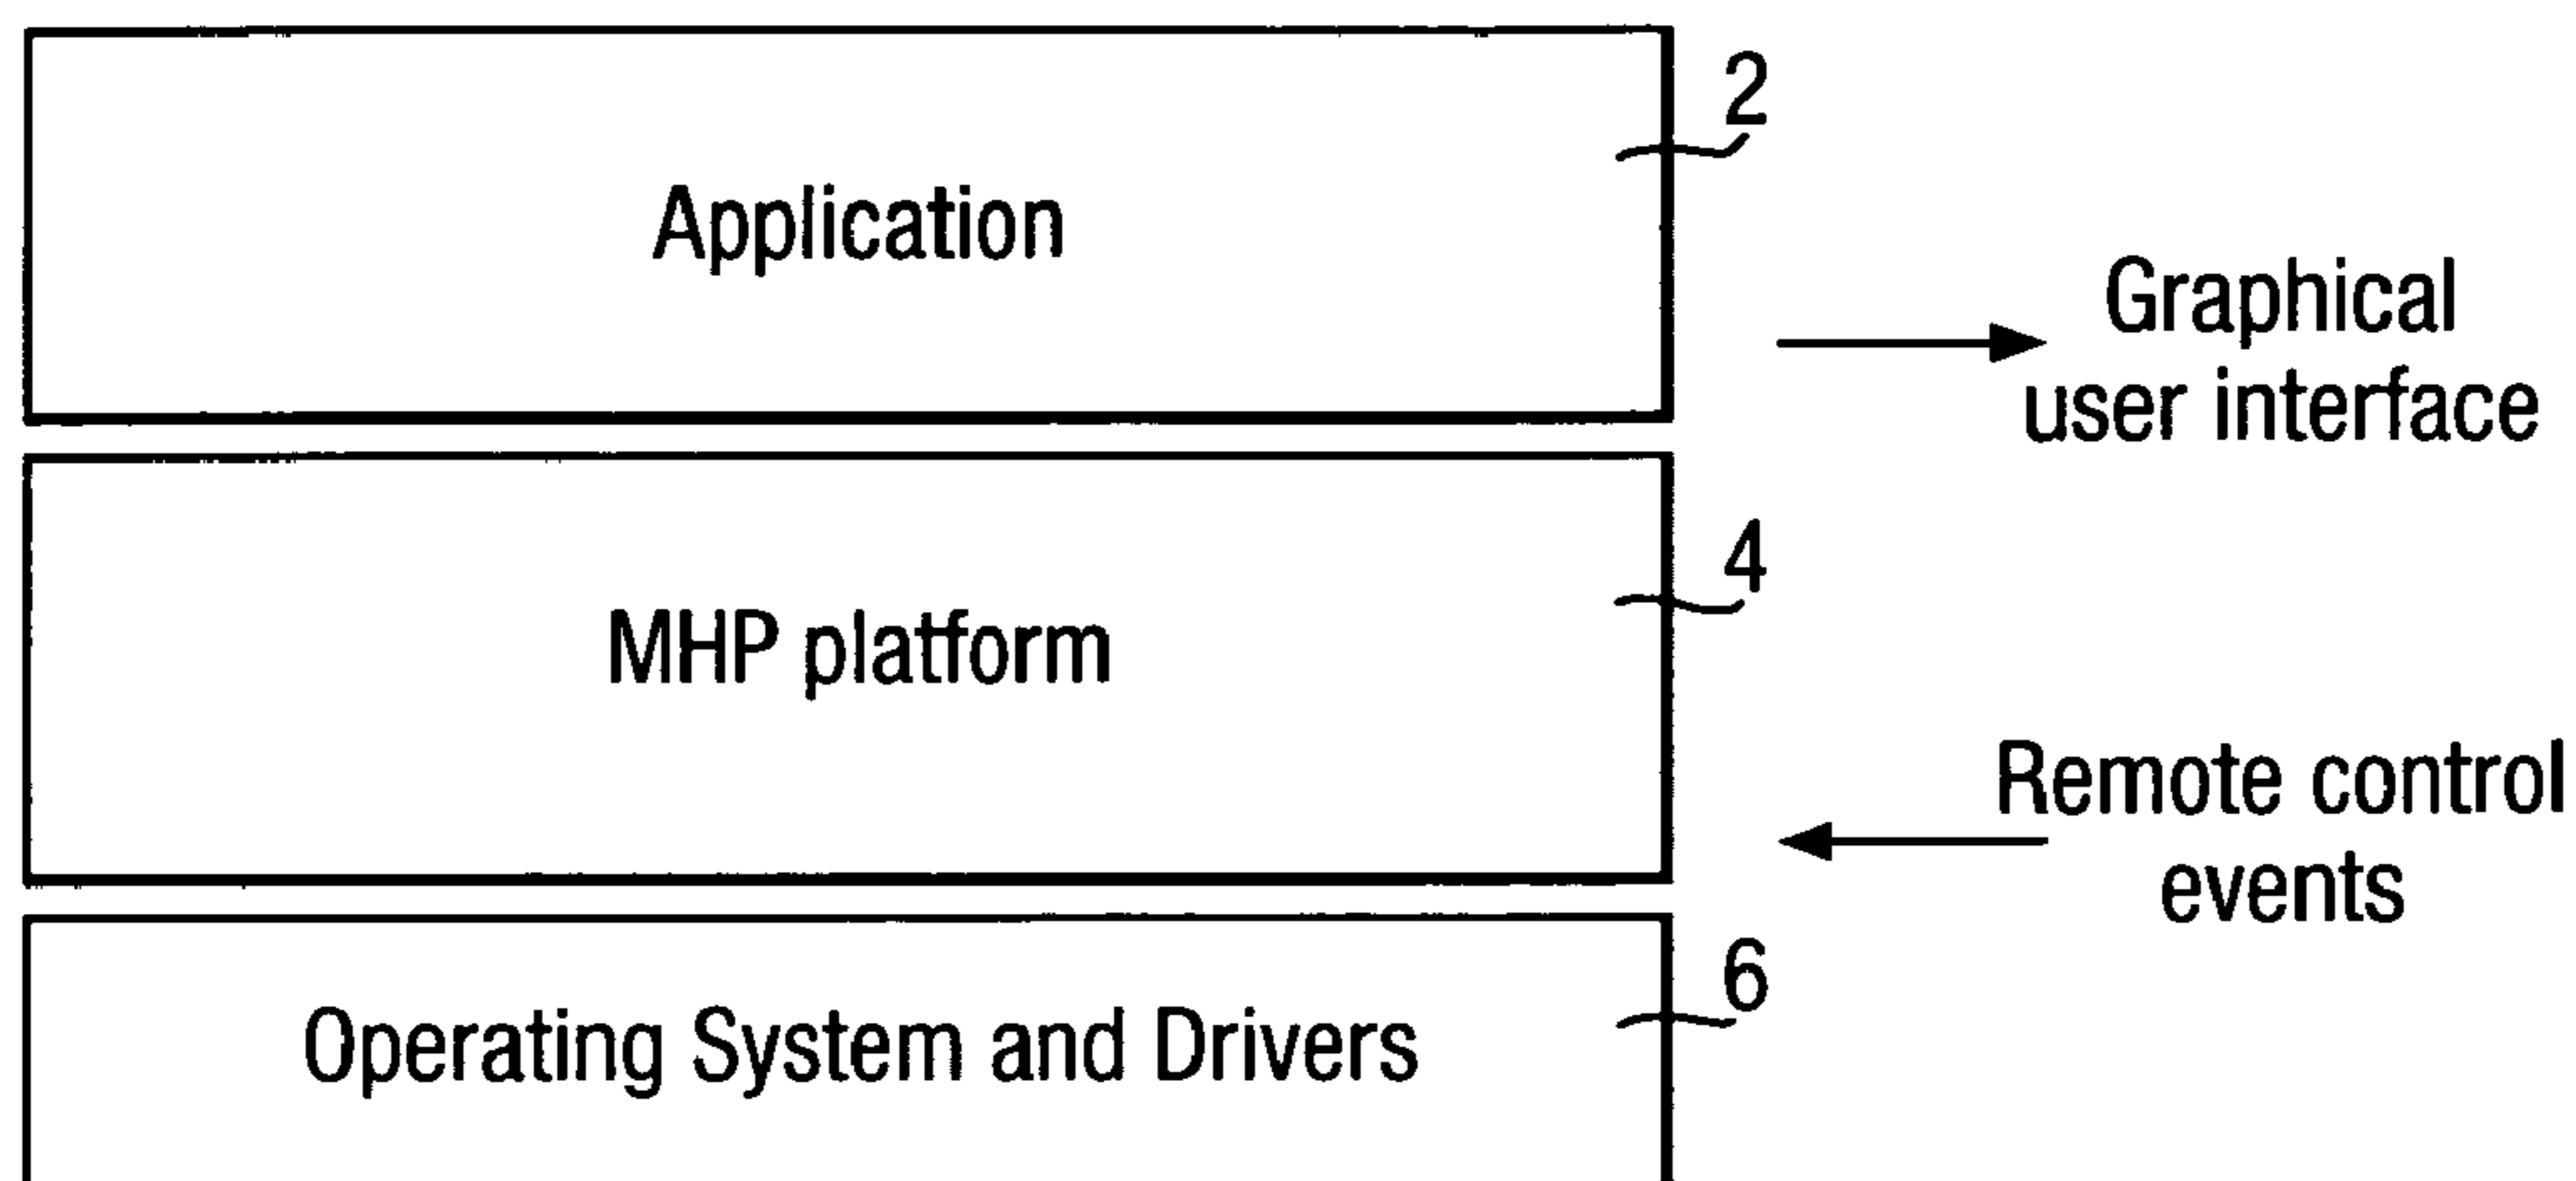 2
Application
Graphical
user interface
4
MHP platform
Remote control
events
6
Operating System and Drivers